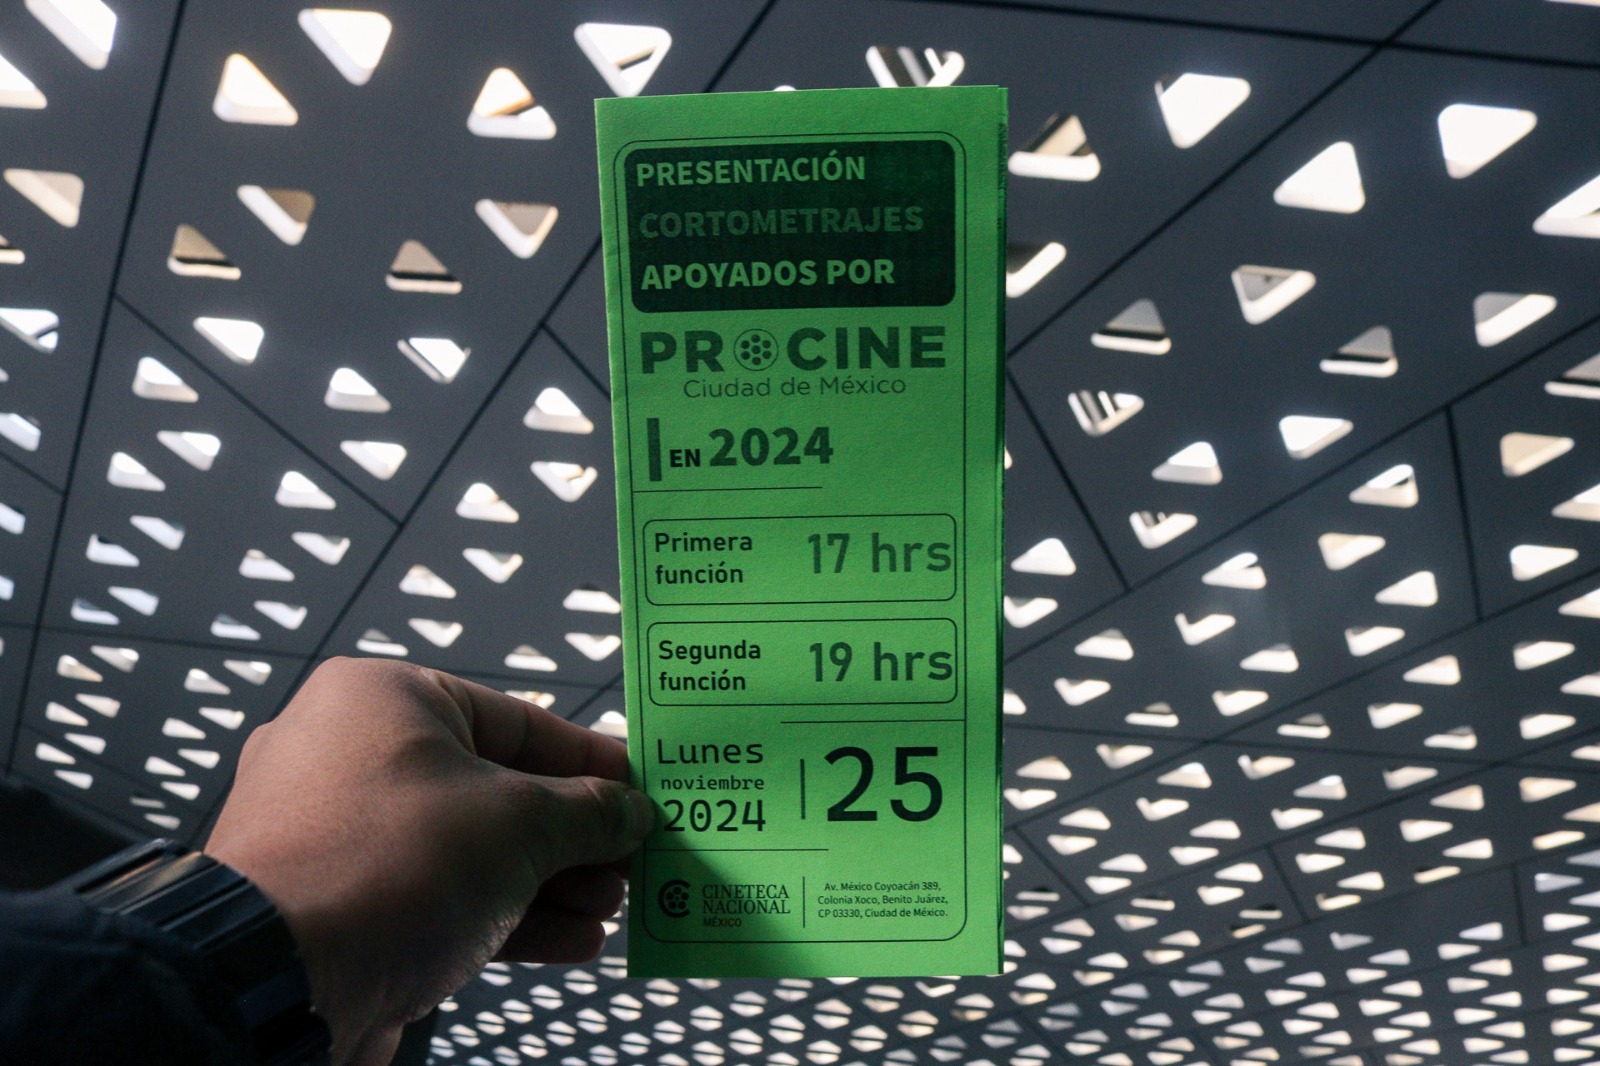 PRESENTACIÓN
CORTOMETRAJES
APOYADOS POR
PROCINE
Ciudad de México
EN 2024
Primera
función
17 hrs
Segunda
función
19 hrs
Lunes
noviembre
2024
25
CINETECA
NACIONAL
MÉXICO
Av. México Coyoacán 389,
Colonia Xoco, Benito Juárez,
CP 03330, Ciudad de México.